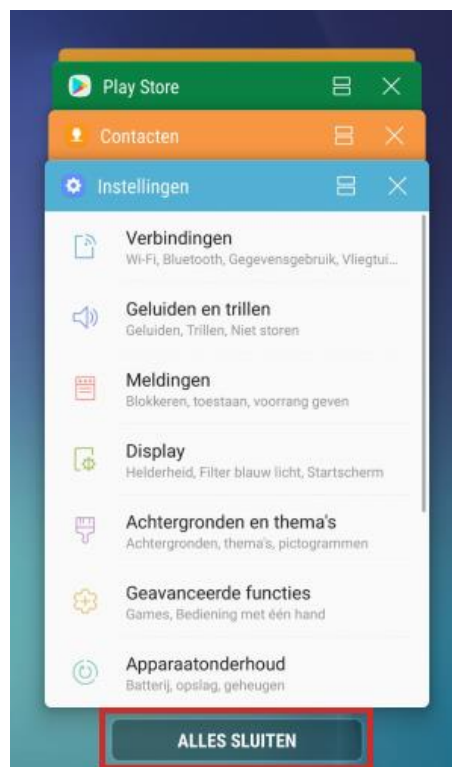 Play Store
Contacten
Instellingen
Verbindingen
Wi-Fi, Bluetooth, Gegevensgebruik, Vliegtui...
Geluiden en trillen
Geluiden, Trillen, Niet storen
Meldingen
Blokkeren, toestaan, voorrang geven
Display
Helderheid, Filter blauw licht, Startscherm
Achtergronden en thema's
Achtergronden, thema's, pictogrammen
Geavanceerde functies
Games, Bediening met één hand
Apparaatonderhoud
Batterij, opslag, geheugen
ALLES SLUITEN